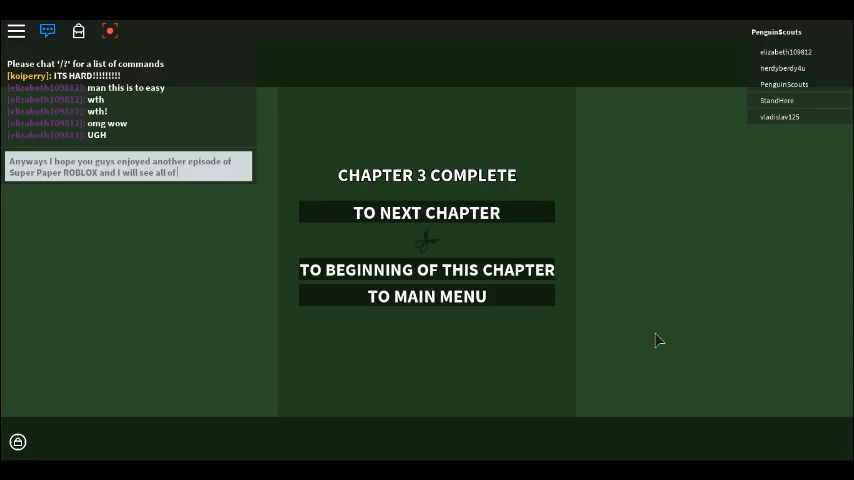 Please chat '/?' for a list of commands
[koiperry]: ITS HARD!!!!!!!!!
[elizabeth109812]: man this is to easy
[elizabeth109812]: wth
[elizabeth109812]: wth!
[elizabeth109812]: omg wow
[elizabeth109812]: UGH
Anyways I hope you guys enjoyed another episode of
Super Paper ROBLOX and I will see all of
CHAPTER 3 COMPLETE
TO NEXT CHAPTER
TO BEGINNING OF THIS CHAPTER
TO MAIN MENU
PenguinScouts
elizabeth109812
nerdyberdy4u
PenguinScouts
StandHere
vladislav125